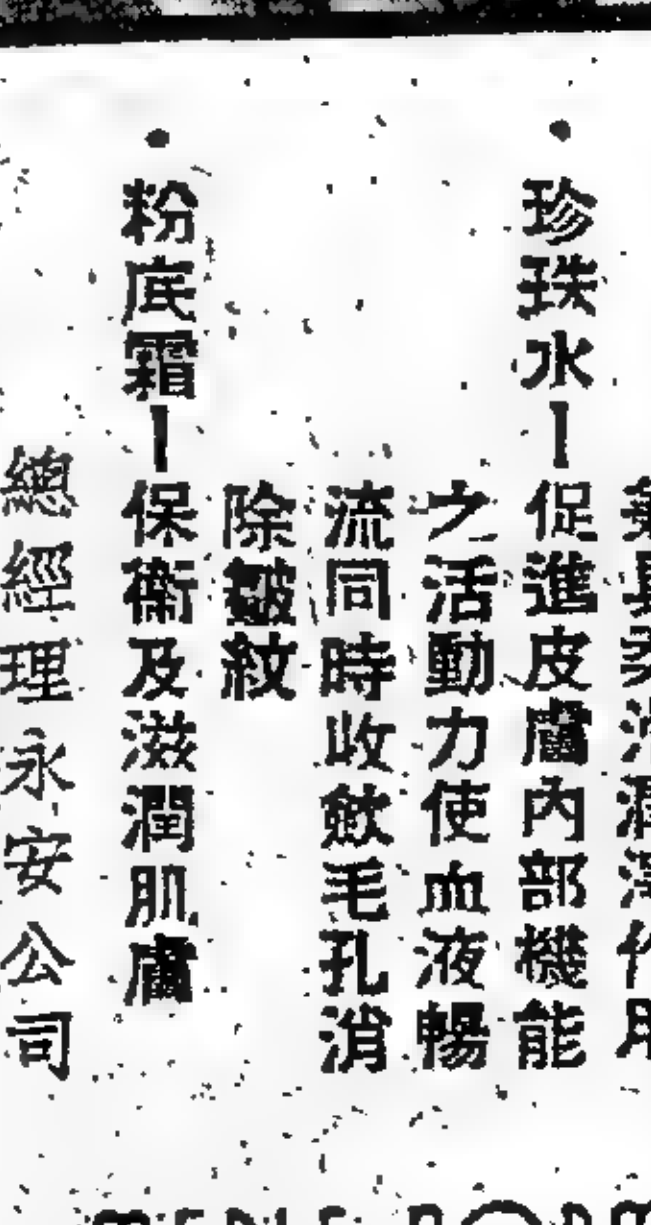 珍珠水－促進皮膚內部機能
之活動力使血液暢
流同時收斂毛孔消
除皺紋
粉底霜－保衞及滋潤肌膚
總經理永安公司